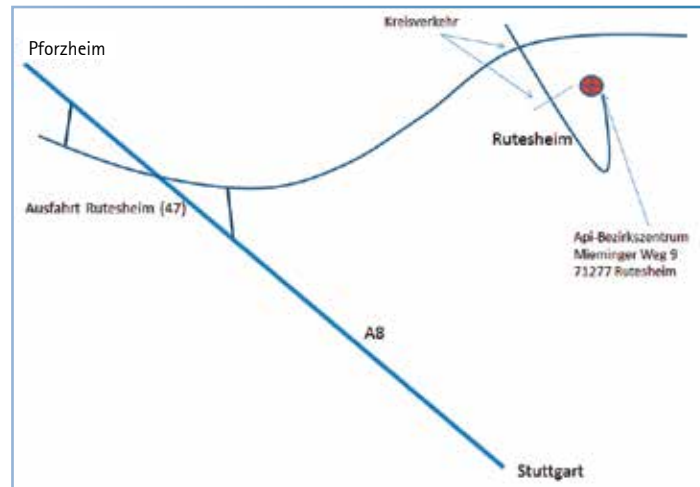 Kreisverkehr
Pforzheim
Rutesheim
Ausfahrt Rutesheim (47)
Api-Bezirkszentrum
Mieminger Weg 9
71277 Rutesheim
A8
Stuttgart